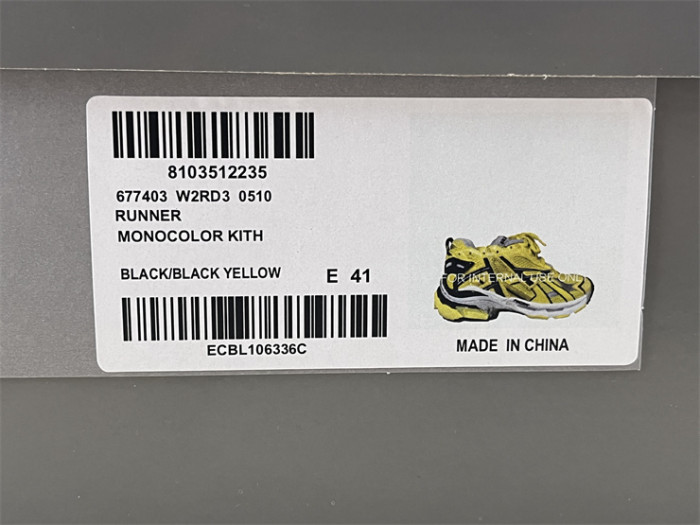 8103512235
677403 W2RD3 0510
RUNNER
MONOCOLOR KITH
BLACK/BLACK YELLOW E 41
ECBL106336C
FOR INTERNAL USE ONLY
MADE IN CHINA